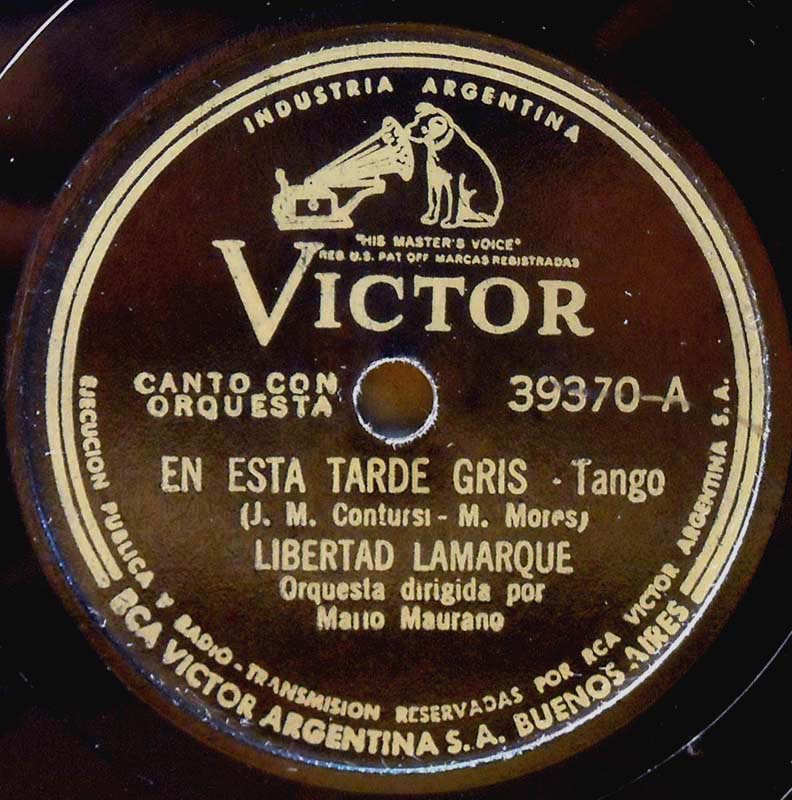 INDUSTRIA ARGENTINA
"HIS MASTER'S VOICE"
REG. U.S. PAT OFF MARCAS REGISTRADAS
VICTOR
CANTO CON
ORQUESTA
39370-A
EN ESTA TARDE GRIS - Tango
(J. M. Contursi - M. Mores)
LIBERTAD LAMARQUE
Orquesta dirigida por
Mario Maurano
EJECUCION PUBLICA Y RADIO-TRANSMISION RESERVADAS POR RCA VICTOR ARGENTINA S.A.
RCA VICTOR ARGENTINA S.A. BUENOS AIRES